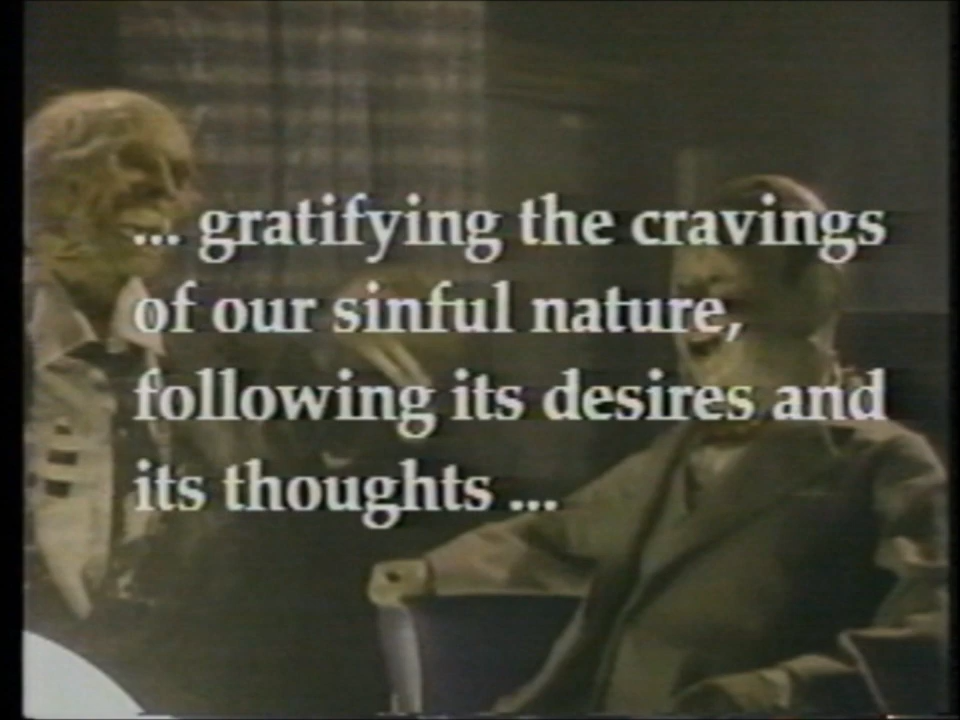 ... gratifying the cravings
of our sinful nature,
following its desires and
its thoughts ...